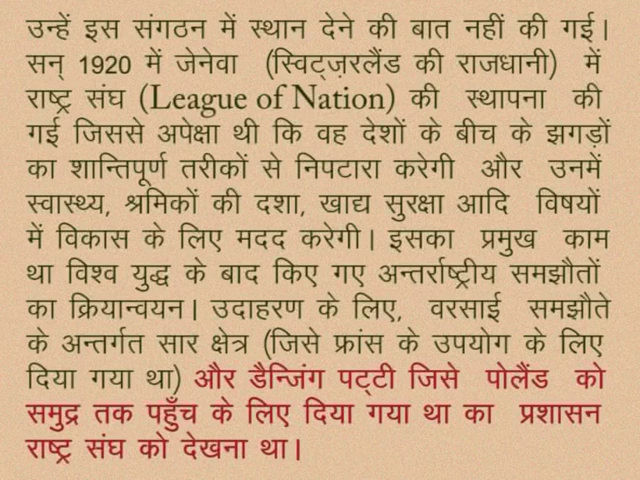 उन्हें इस संगठन में स्थान देने की बात नहीं की गई।
सन् 1920 में जेनेवा (स्विट्ज़रलैंड की राजधानी) में
राष्ट्र संघ (League of Nation) की स्थापना की
गई जिससे अपेक्षा थी कि वह देशों के बीच के झगड़ों
का शान्तिपूर्ण तरीकों से निपटारा करेगी और उनमें
स्वास्थ्य, श्रमिकों की दशा, खाद्य सुरक्षा आदि विषयों
में विकास के लिए मदद करेगी। इसका प्रमुख काम
था विश्व युद्ध के बाद किए गए अन्तर्राष्ट्रीय समझौतों
का क्रियान्वयन। उदाहरण के लिए, वरसाई समझौते
के अन्तर्गत सार क्षेत्र (जिसे फ्रांस के उपयोग के लिए
दिया गया था) और डैन्जिंग पट्टी जिसे पोलैंड को
समुद्र तक पहुँच के लिए दिया गया था का प्रशासन
राष्ट्र संघ को देखना था।